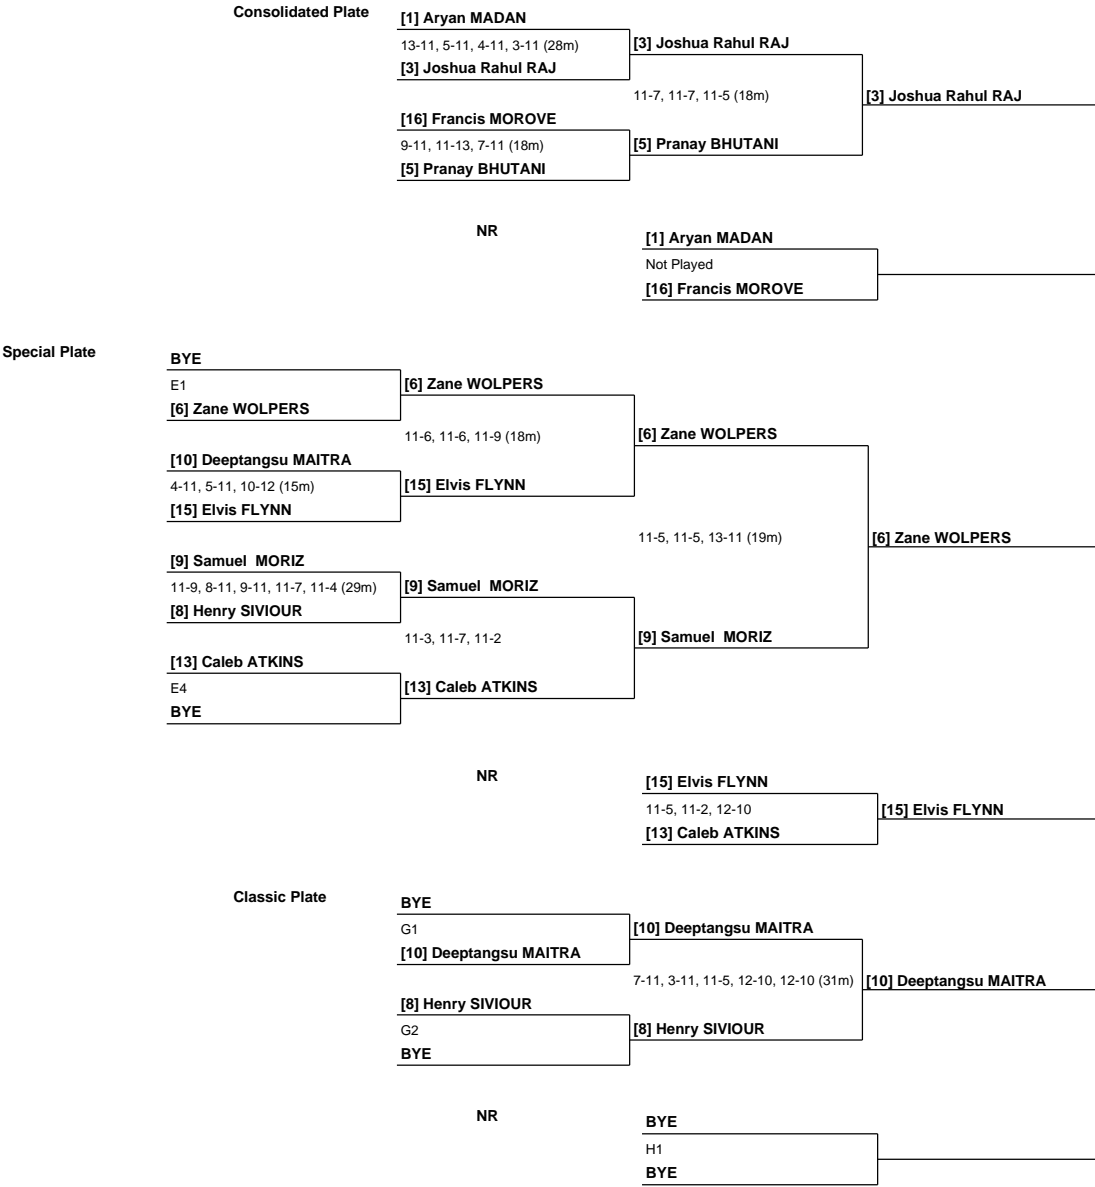 Consolidated Plate
[1] Aryan MADAN
13-11, 5-11, 4-11, 3-11 (28m)
[3] Joshua Rahul RAJ
[3] Joshua Rahul RAJ
11-7, 11-7, 11-5 (18m)
[3] Joshua Rahul RAJ
[16] Francis MOROVE
9-11, 11-13, 7-11 (18m)
[5] Pranay BHUTANI
[5] Pranay BHUTANI
NR
[1] Aryan MADAN
Not Played
[16] Francis MOROVE
Special Plate
BYE
E1
[6] Zane WOLPERS
[6] Zane WOLPERS
11-6, 11-6, 11-9 (18m)
[6] Zane WOLPERS
[10] Deeptangsu MAITRA
4-11, 5-11, 10-12 (15m)
[15] Elvis FLYNN
[15] Elvis FLYNN
11-5, 11-5, 13-11 (19m)
[6] Zane WOLPERS
[9] Samuel  MORIZ
11-9, 8-11, 9-11, 11-7, 11-4 (29m)
[9] Samuel  MORIZ
[8] Henry SIVIOUR
11-3, 11-7, 11-2
[9] Samuel  MORIZ
[13] Caleb ATKINS
E4
[13] Caleb ATKINS
BYE
NR
[15] Elvis FLYNN
11-5, 11-2, 12-10
[15] Elvis FLYNN
[13] Caleb ATKINS
Classic Plate
BYE
G1
[10] Deeptangsu MAITRA
[10] Deeptangsu MAITRA
7-11, 3-11, 11-5, 12-10, 12-10 (31m)
[10] Deeptangsu MAITRA
[8] Henry SIVIOUR
G2
[8] Henry SIVIOUR
BYE
NR
BYE
H1
BYE